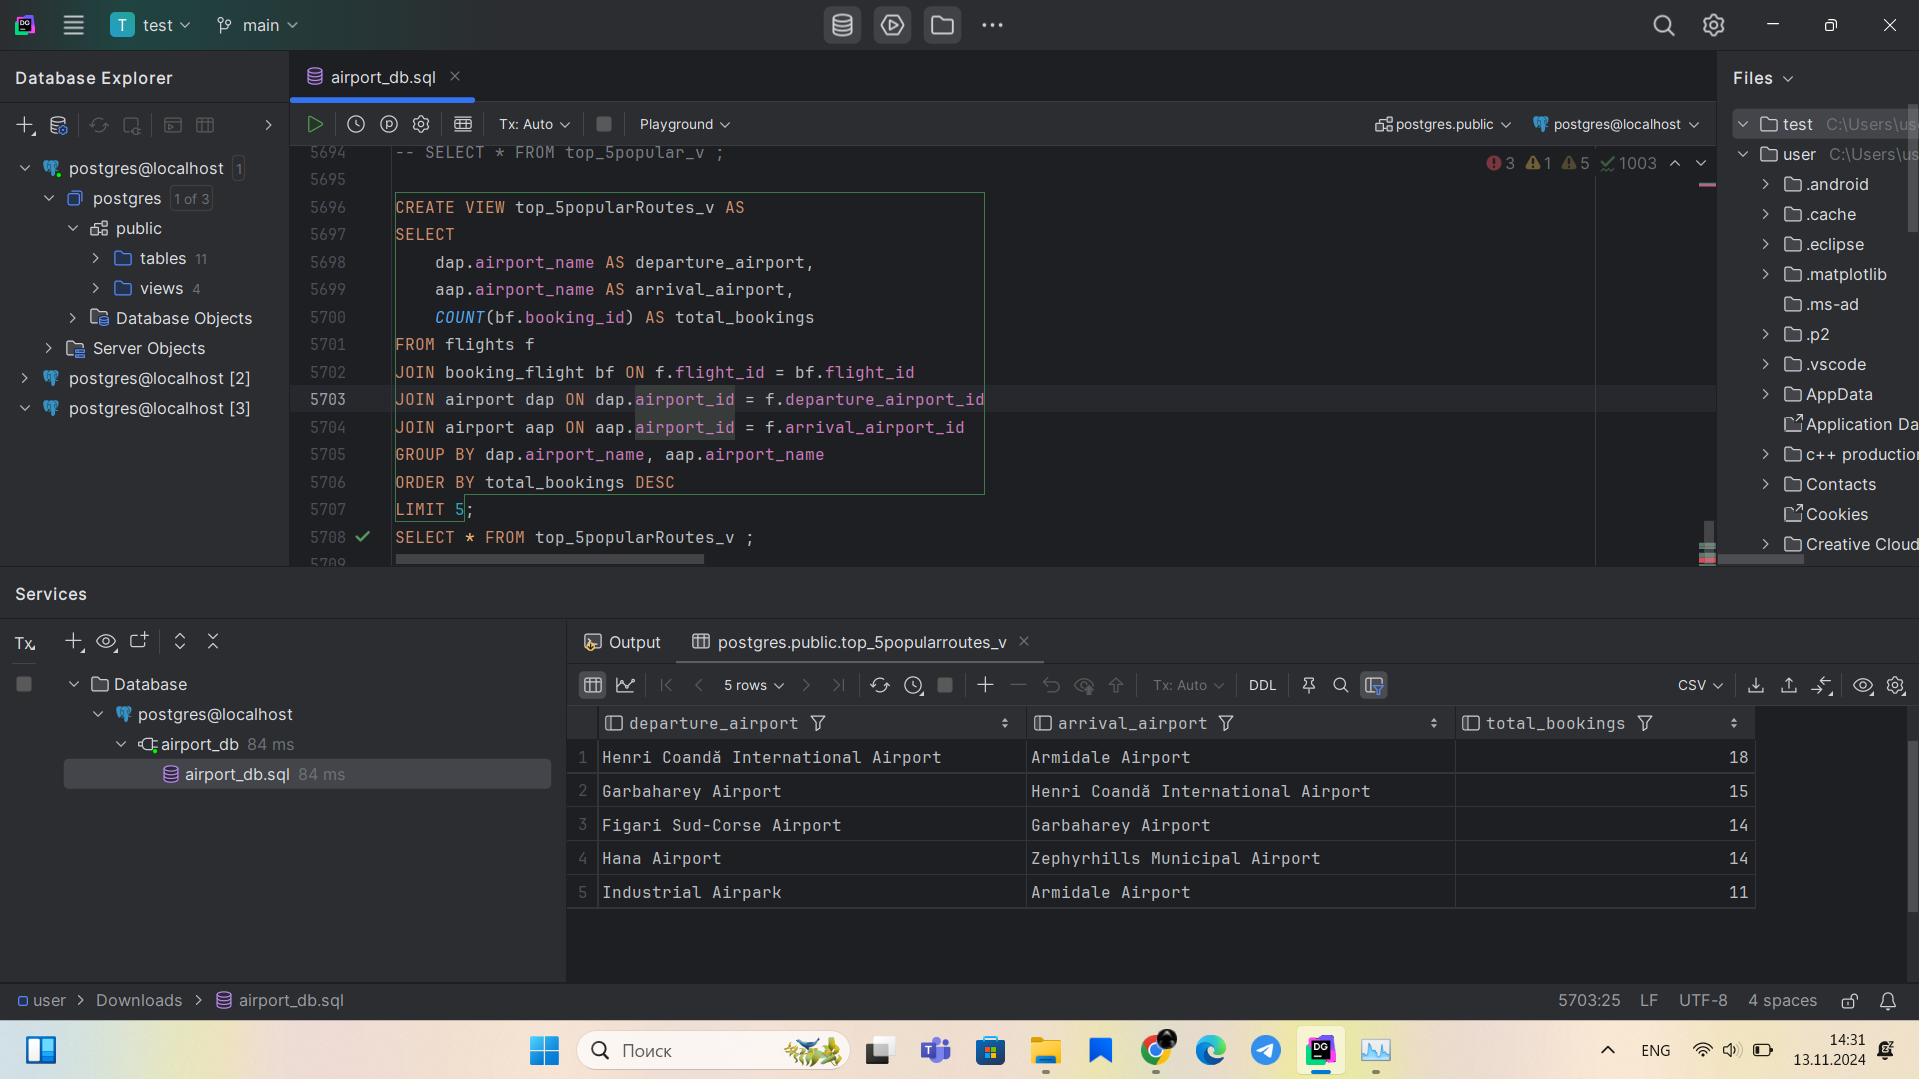 T test main
Database Explorer
airport_db.sql
Files
Tx: Auto Playground postgres.public postgres@localhost
postgres@localhost 1
postgres 1 of 3
public
tables 11
views 4
Database Objects
Server Objects
postgres@localhost [2]
postgres@localhost [3]
3 1 5 1003
5694 -- SELECT * FROM top_5popular_v ;
5695
5696 CREATE VIEW top_5popularRoutes_v AS
5697 SELECT
5698 dap.airport_name AS departure_airport,
5699 aap.airport_name AS arrival_airport,
5700 COUNT(bf.booking_id) AS total_bookings
5701 FROM flights f
5702 JOIN booking_flight bf ON f.flight_id = bf.flight_id
5703 JOIN airport dap ON dap.airport_id = f.departure_airport_id
5704 JOIN airport aap ON aap.airport_id = f.arrival_airport_id
5705 GROUP BY dap.airport_name, aap.airport_name
5706 ORDER BY total_bookings DESC
5707 LIMIT 5;
5708 SELECT * FROM top_5popularRoutes_v ;
5709
test C:\Users\us
user C:\Users\us
.android
.cache
.eclipse
.matplotlib
.ms-ad
.p2
.vscode
AppData
Application Da
c++ production
Contacts
Cookies
Creative Cloud
Services
Tx
Database
postgres@localhost
airport_db 84 ms
airport_db.sql 84 ms
Output postgres.public.top_5popularroutes_v
5 rows Tx: Auto DDL CSV
departure_airport arrival_airport total_bookings
1 Henri Coandă International Airport Armidale Airport 18
2 Garbaharey Airport Henri Coandă International Airport 15
3 Figari Sud-Corse Airport Garbaharey Airport 14
4 Hana Airport Zephyrhills Municipal Airport 14
5 Industrial Airpark Armidale Airport 11
user > Downloads > airport_db.sql
5703:25 LF UTF-8 4 spaces
Поиск
DG
ENG
14:31
13.11.2024